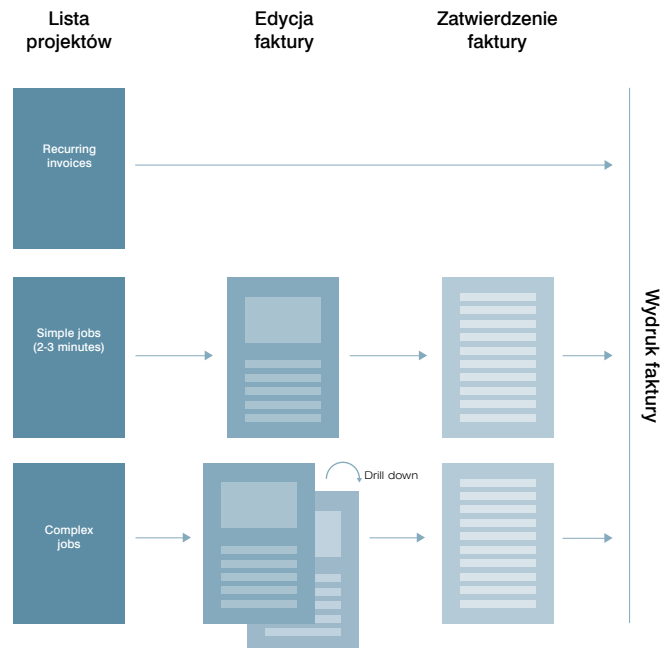 Lista
projektów
Edycja
faktury
Zatwierdzenie
faktury
Recurring
invoices
Simple jobs
(2-3 minutes)
Complex
jobs
Drill down
Wydruk faktury